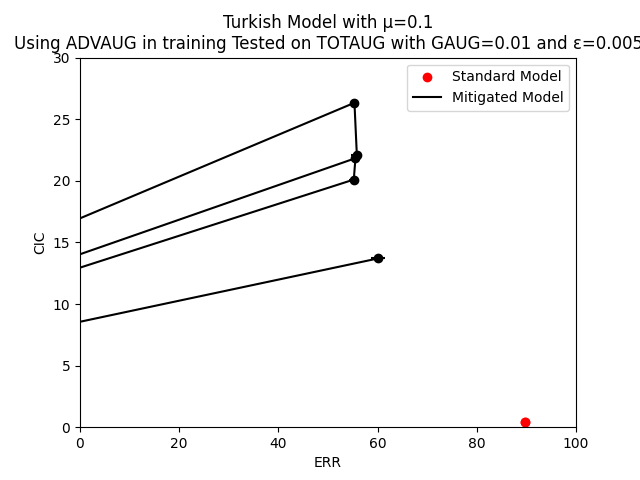 Turkish Model with μ=0.1
Using ADVAUG in training Tested on TOTAUG with GAUG=0.01 and ε=0.005
Standard Model
Mitigated Model
30
25
20
15
10
5
0
CIC
0 20 40 60 80 100
ERR